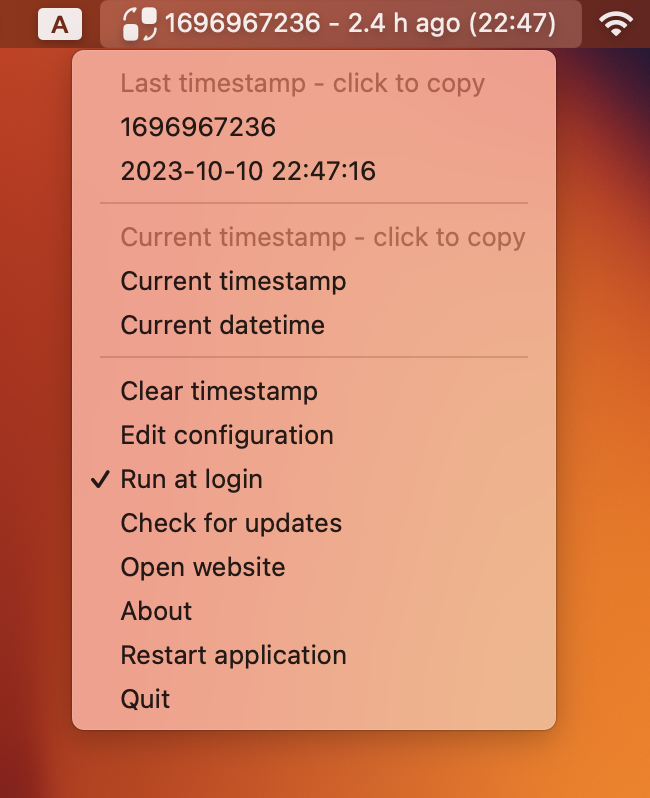 A 1696967236 - 2.4 h ago (22:47)
Last timestamp - click to copy
1696967236
2023-10-10 22:47:16
Current timestamp - click to copy
Current timestamp
Current datetime
Clear timestamp
Edit configuration
Run at login
Check for updates
Open website
About
Restart application
Quit